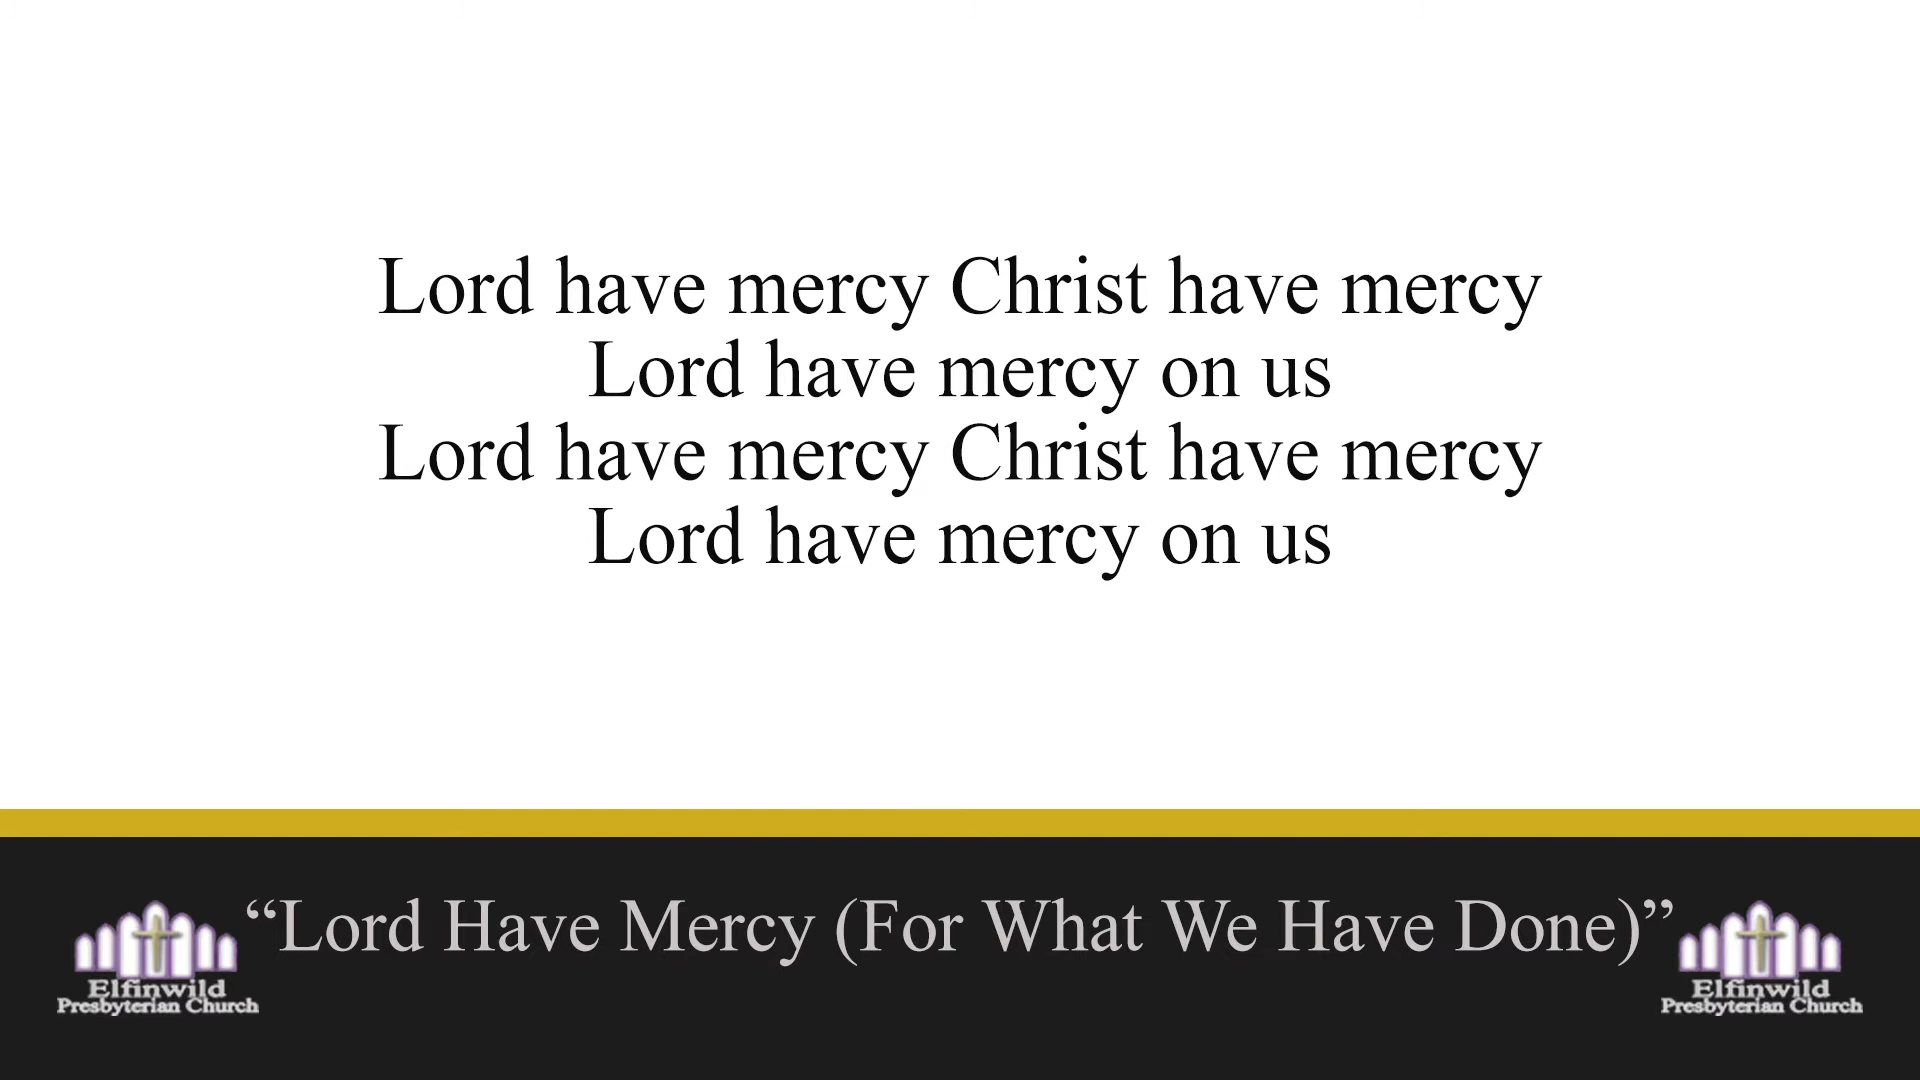 Lord have mercy Christ have mercy
Lord have mercy on us
Lord have mercy Christ have mercy
Lord have mercy on us
“Lord Have Mercy (For What We Have Done)”
Elfinwild
Presbyterian Church
Elfinwild
Presbyterian Church